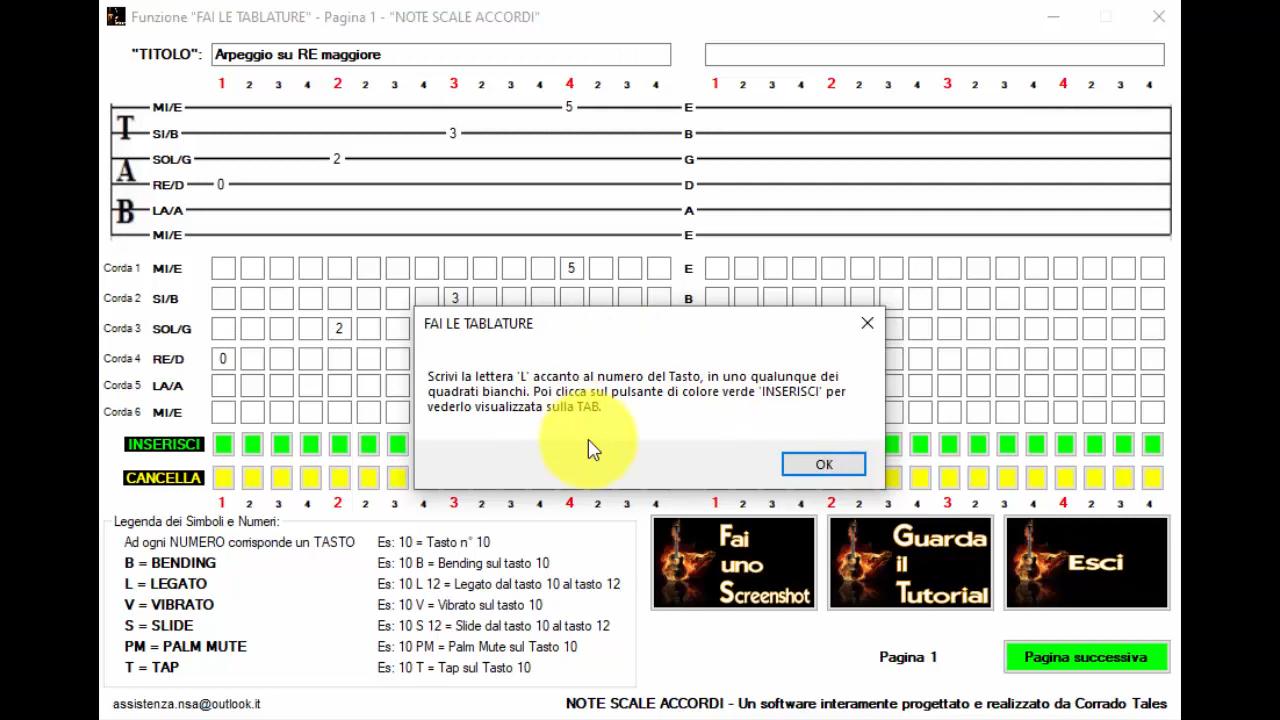 Funzione "FAI LE TABLATURE" - Pagina 1 - "NOTE SCALE ACCORDI"
"TITOLO": Arpeggio su RE maggiore
1 2 3 4 2 2 3 4 3 2 3 4 4 2 3 4 1 2 3 4 2 2 3 4 3 2 3 4 4 2 3 4
TAB
MI/E 5 E
SI/B 3 B
SOL/G 2 G
RE/D 0 D
LA/A A
MI/E E
Corda 1 MI/E 5 E
Corda 2 SI/B 3 B
Corda 3 SOL/G 2
Corda 4 RE/D 0
Corda 5 LA/A
Corda 6 MI/E
FAI LE TABLATURE
Scrivi la lettera 'L' accanto al numero del Tasto, in uno qualunque dei
quadrati bianchi. Poi clicca sul pulsante di colore verde 'INSERISCI' per
vederlo visualizzata sulla TAB.
OK
INSERISCI
CANCELLA
1 2 3 4 2 2 3 4 3 2 3 4 4 2 3 4 1 2 3 4 2 2 3 4 3 2 3 4 4 2 3 4
Legenda dei Simboli e Numeri:
Ad ogni NUMERO corrisponde un TASTO Es: 10 = Tasto n° 10
B = BENDING Es: 10 B = Bending sul tasto 10
L = LEGATO Es: 10 L 12 = Legato dal tasto 10 al tasto 12
V = VIBRATO Es: 10 V = Vibrato sul tasto 10
S = SLIDE Es: 10 S 12 = Slide dal tasto 10 al tasto 12
PM = PALM MUTE Es: 10 PM = Palm Mute sul Tasto 10
T = TAP Es: 10 T = Tap sul Tasto 10
Fai
uno
Screenshot
Guarda
il
Tutorial
Esci
Pagina 1
Pagina successiva
assistenza.nsa@outlook.it
NOTE SCALE ACCORDI - Un software interamente progettato e realizzato da Corrado Tales